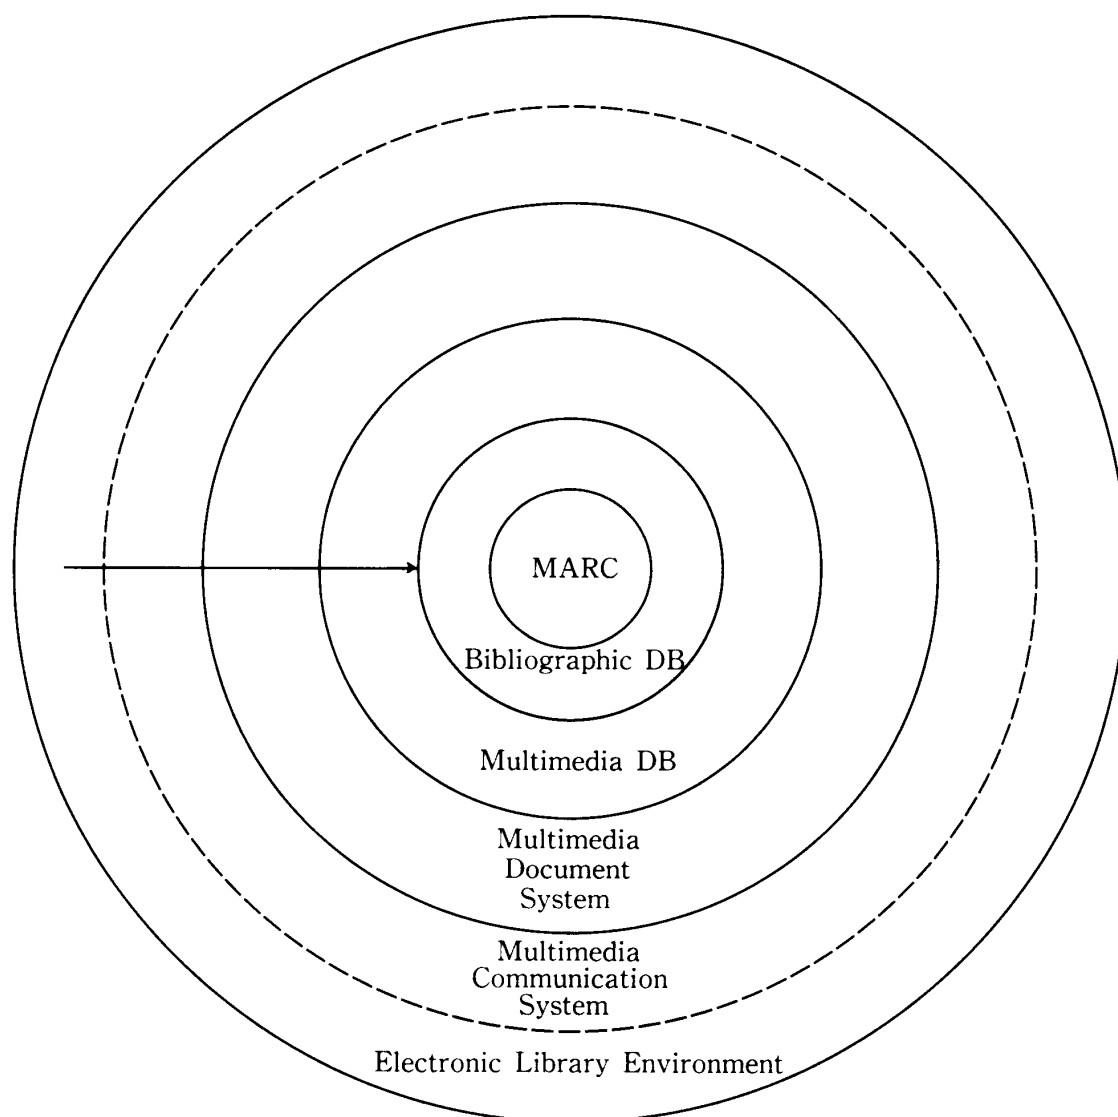 MARC
Bibliographic DB
Multimedia DB
Multimedia
Document
System
Multimedia
Communication
System
Electronic Library Environment